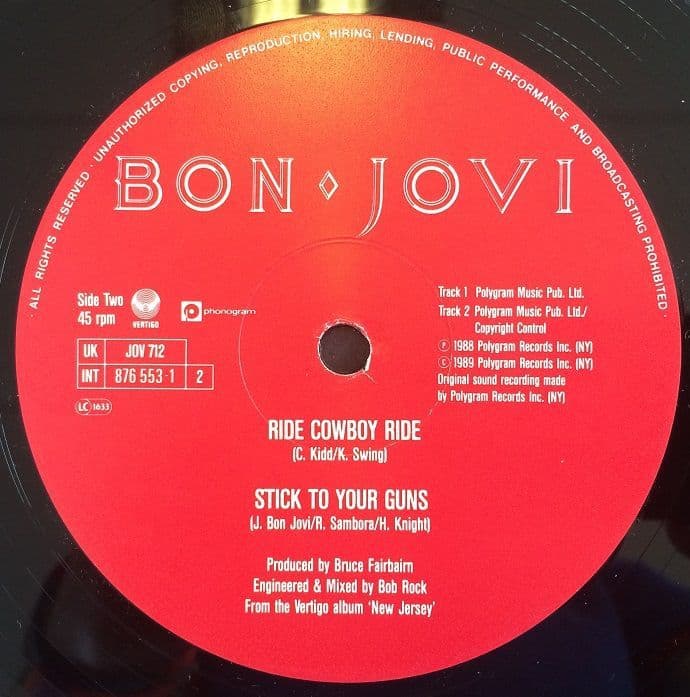 · ALL RIGHTS RESERVED · UNAUTHORIZED COPYING, REPRODUCTION, HIRING, LENDING, PUBLIC PERFORMANCE AND BROADCASTING PROHIBITED ·
BON ◊ JOVI
Side Two
45 rpm
VERTIGO
phonogram
UK JOV 712
INT 876 553-1 2
LC 1633
Track 1 Polygram Music Pub. Ltd.
Track 2 Polygram Music Pub. Ltd./
Copyright Control
Ⓟ 1988 Polygram Records Inc. (NY)
© 1989 Polygram Records Inc. (NY)
Original sound recording made
by Polygram Records Inc. (NY)
RIDE COWBOY RIDE
(C. Kidd/K. Swing)
STICK TO YOUR GUNS
(J. Bon Jovi/R. Sambora/H. Knight)
Produced by Bruce Fairbairn
Engineered & Mixed by Bob Rock
From the Vertigo album 'New Jersey'